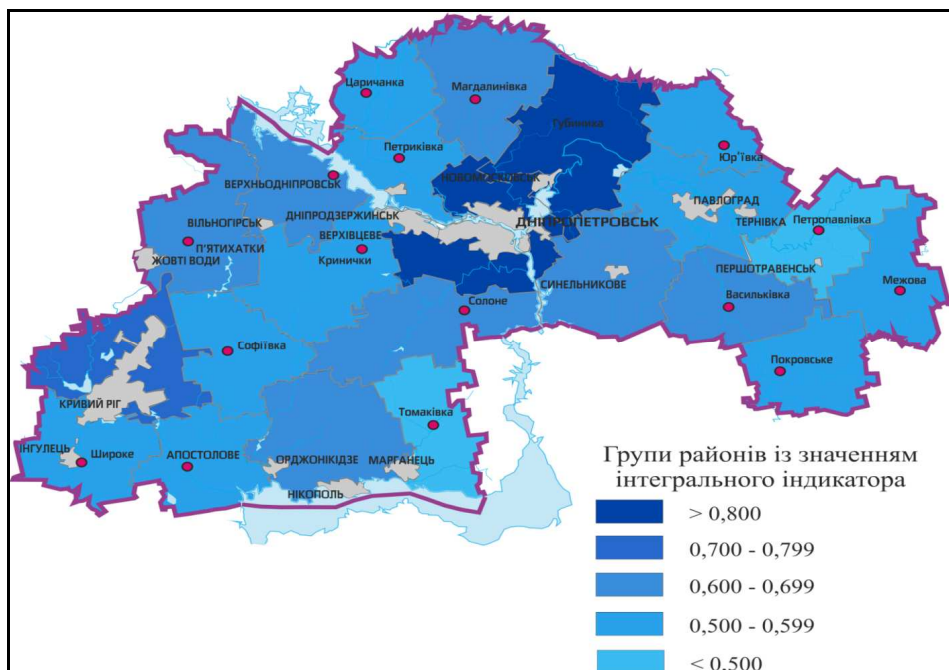 Царичанка
Магдалинівка
Губиниха
Петриківка
Юр'ївка
ВЕРХНЬОДНІПРОВСЬК
НОВОМОСКОВСЬК
ПАВЛОГРАД
ТЕРНІВКА
Петропавлівка
ВІЛЬНОГІРСЬК
ДНІПРОДЗЕРЖИНСЬК
ДНІПРОПЕТРОВСЬК
ВЕРХІВЦЕВЕ
П'ЯТИХАТКИ
ЖОВТІ ВОДИ
Кринички
ПЕРШОТРАВЕНСЬК
СИНЕЛЬНИКОВЕ
Межова
Васильківка
Солоне
Софіївка
Покровське
КРИВИЙ РІГ
Томаківка
ІНГУЛЕЦЬ
Широке
АПОСТОЛОВЕ
ОРДЖОНІКІДЗЕ
МАРГАНЕЦЬ
НІКОПОЛЬ
Групи районів із значенням
інтегрального індикатора
> 0,800
0,700 - 0,799
0,600 - 0,699
0,500 - 0,599
< 0,500